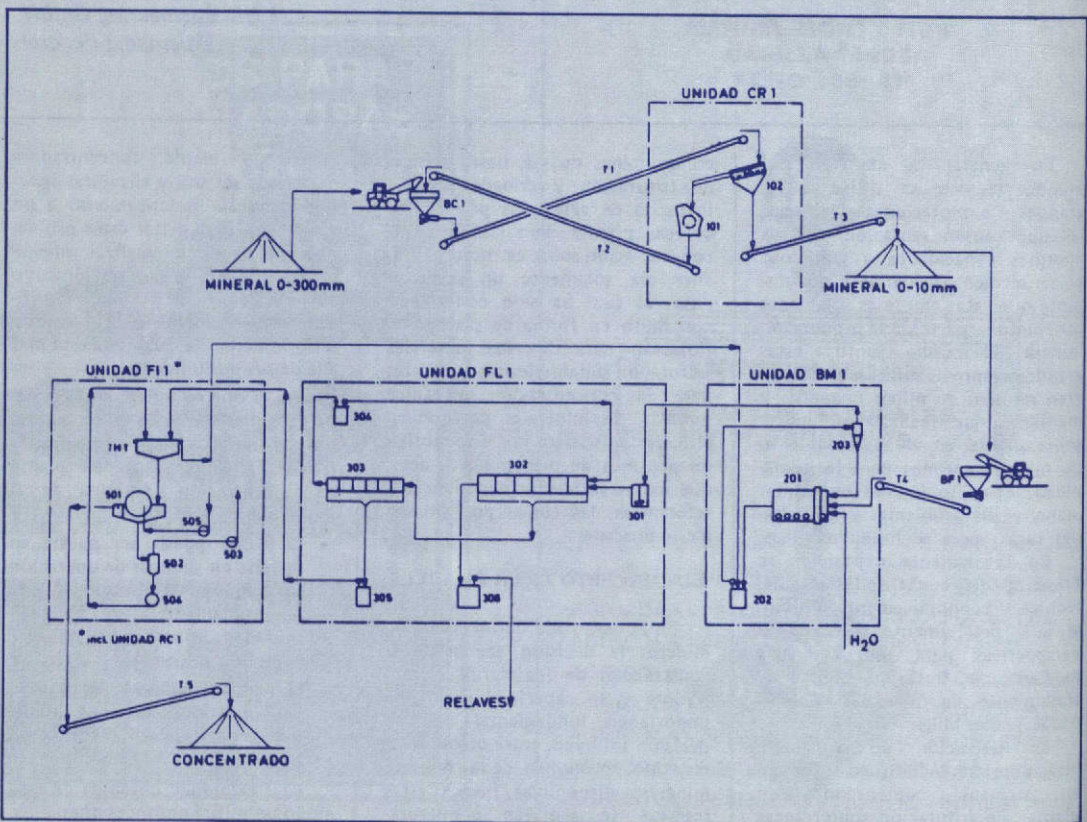 UNIDAD CR1
T1
102
BC1
101
T3
T2
MINERAL 0-300mm
MINERAL 0-10mm
UNIDAD FI1*
UNIDAD FL1
UNIDAD BM1
304
TH1
203
303
302
201
BF1
T4
501
301
505
503
502
305
306
202
504
*incl. UNIDAD RC1
H2O
T5
RELAVES
CONCENTRADO